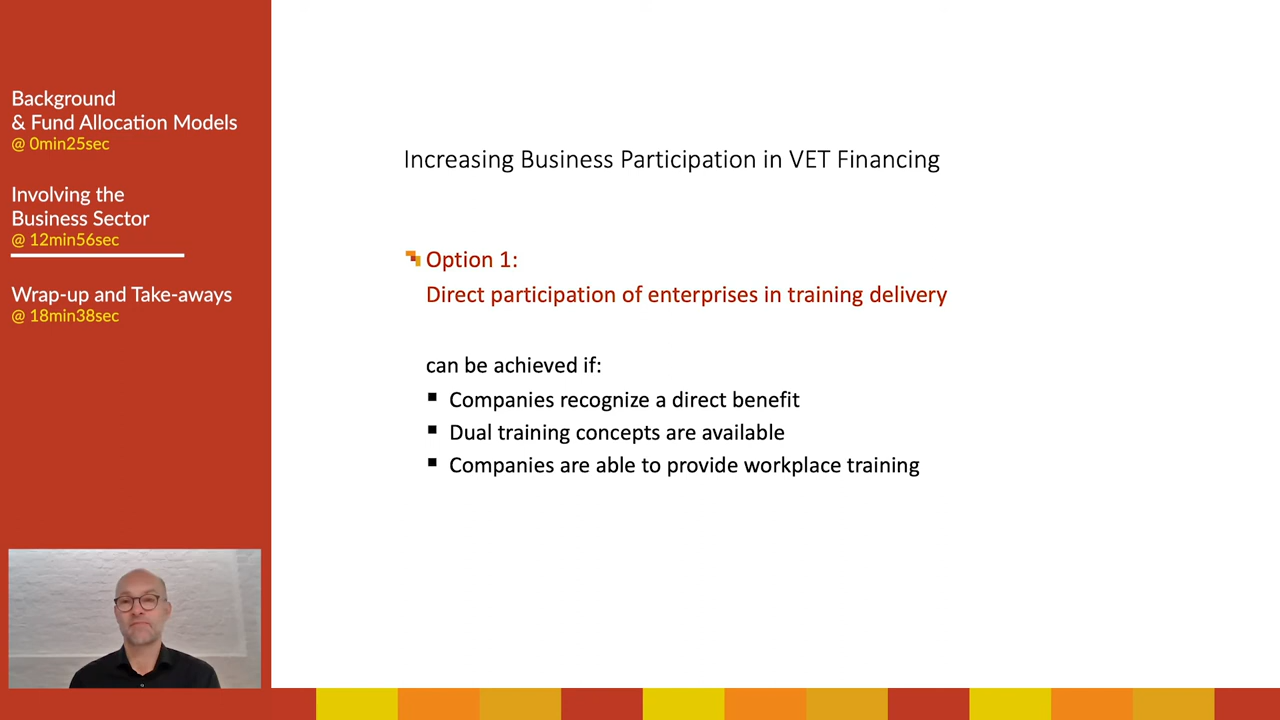 Background
& Fund Allocation Models
@ 0min25sec
Involving the
Business Sector
@ 12min56sec
Wrap-up and Take-aways
@ 18min38sec
Increasing Business Participation in VET Financing
Option 1:
Direct participation of enterprises in training delivery
can be achieved if:
▪ Companies recognize a direct benefit
▪ Dual training concepts are available
▪ Companies are able to provide workplace training